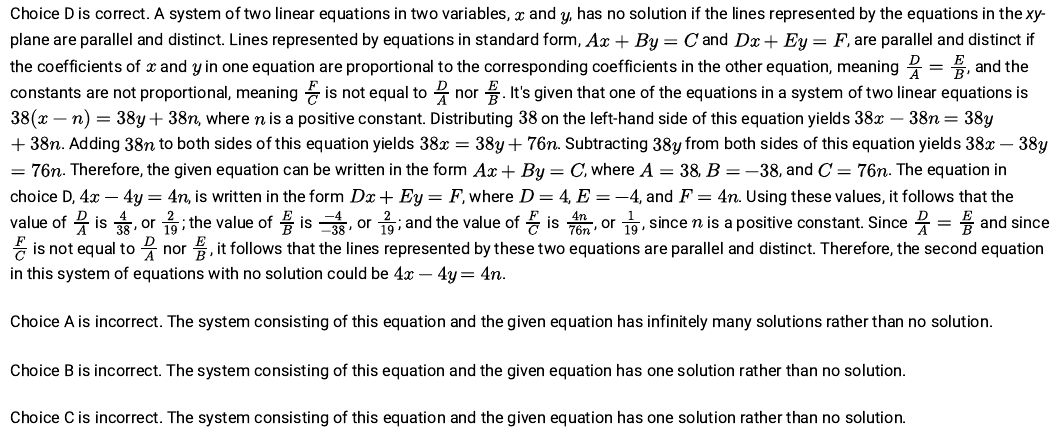 Choice D is correct. A system of two linear equations in two variables, x and y, has no solution if the lines represented by the equations in the xy-
plane are parallel and distinct. Lines represented by equations in standard form, Ax + By = C and Dx + Ey = F, are parallel and distinct if
the coefficients of x and y in one equation are proportional to the corresponding coefficients in the other equation, meaning D/A = E/B, and the
constants are not proportional, meaning F/C is not equal to D/A nor E/B. It's given that one of the equations in a system of two linear equations is
38(x − n) = 38y + 38n, where n is a positive constant. Distributing 38 on the left-hand side of this equation yields 38x − 38n = 38y
+ 38n. Adding 38n to both sides of this equation yields 38x = 38y + 76n. Subtracting 38y from both sides of this equation yields 38x − 38y
= 76n. Therefore, the given equation can be written in the form Ax + By = C, where A = 38, B = −38, and C = 76n. The equation in
choice D, 4x − 4y = 4n, is written in the form Dx + Ey = F, where D = 4, E = −4, and F = 4n. Using these values, it follows that the
value of D/A is 4/38, or 2/19; the value of E/B is −4/−38, or 2/19; and the value of F/C is 4n/76n, or 1/19, since n is a positive constant. Since D/A = E/B and since
F/C is not equal to D/A nor E/B, it follows that the lines represented by these two equations are parallel and distinct. Therefore, the second equation
in this system of equations with no solution could be 4x − 4y = 4n.
Choice A is incorrect. The system consisting of this equation and the given equation has infinitely many solutions rather than no solution.
Choice B is incorrect. The system consisting of this equation and the given equation has one solution rather than no solution.
Choice C is incorrect. The system consisting of this equation and the given equation has one solution rather than no solution.